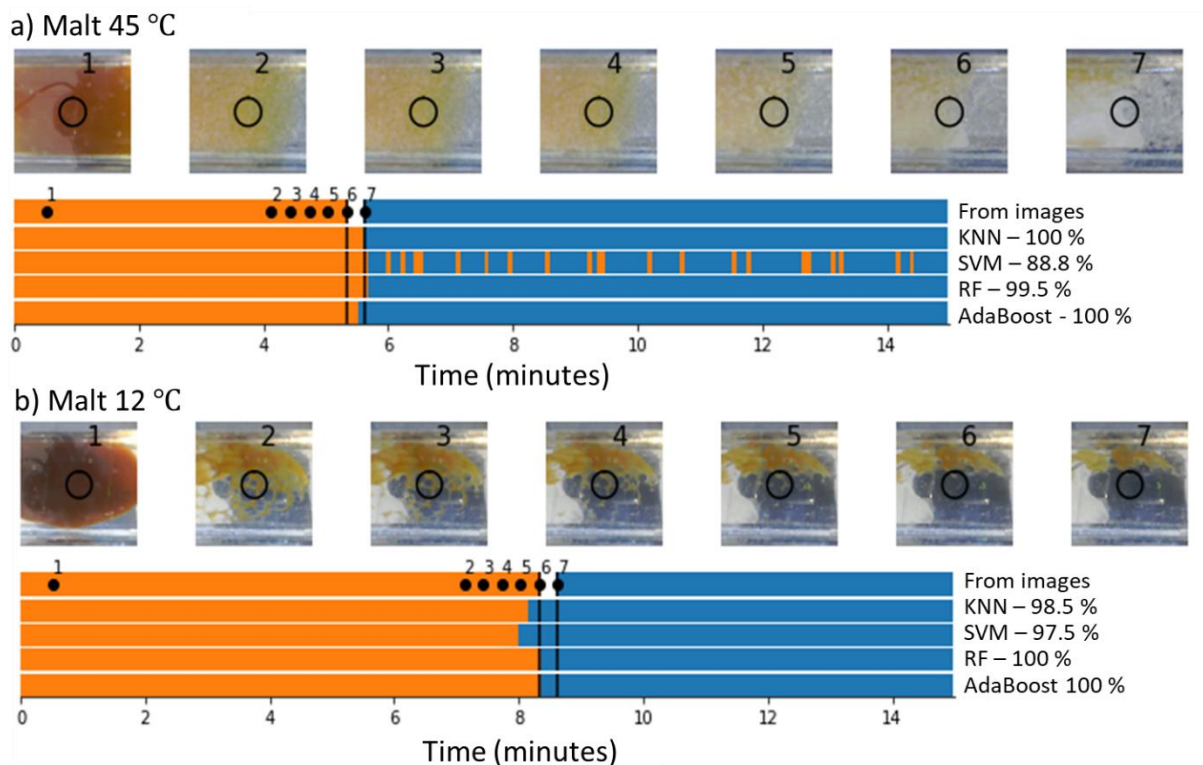 a) Malt 45 ℃
1 2 3 4 5 6 7
1 2 3 4 5 6 7
From images
KNN – 100 %
SVM – 88.8 %
RF – 99.5 %
AdaBoost - 100 %
0 2 4 6 8 10 12 14
Time (minutes)
b) Malt 12 ℃
1 2 3 4 5 6 7
1 2 3 4 5 6 7
From images
KNN – 98.5 %
SVM – 97.5 %
RF – 100 %
AdaBoost 100 %
0 2 4 6 8 10 12 14
Time (minutes)